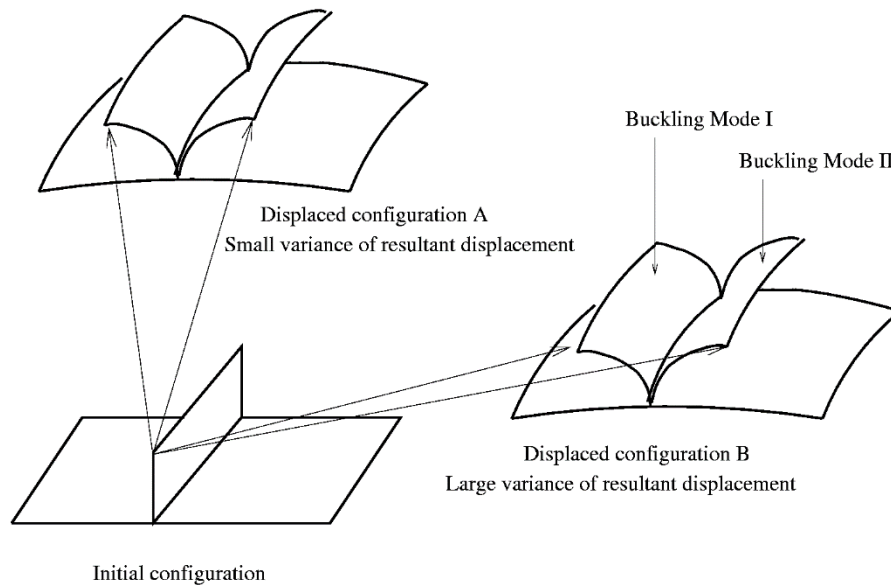 Buckling Mode I
Buckling Mode II
Displaced configuration A
Small variance of resultant displacement
Displaced configuration B
Large variance of resultant displacement
Initial configuration